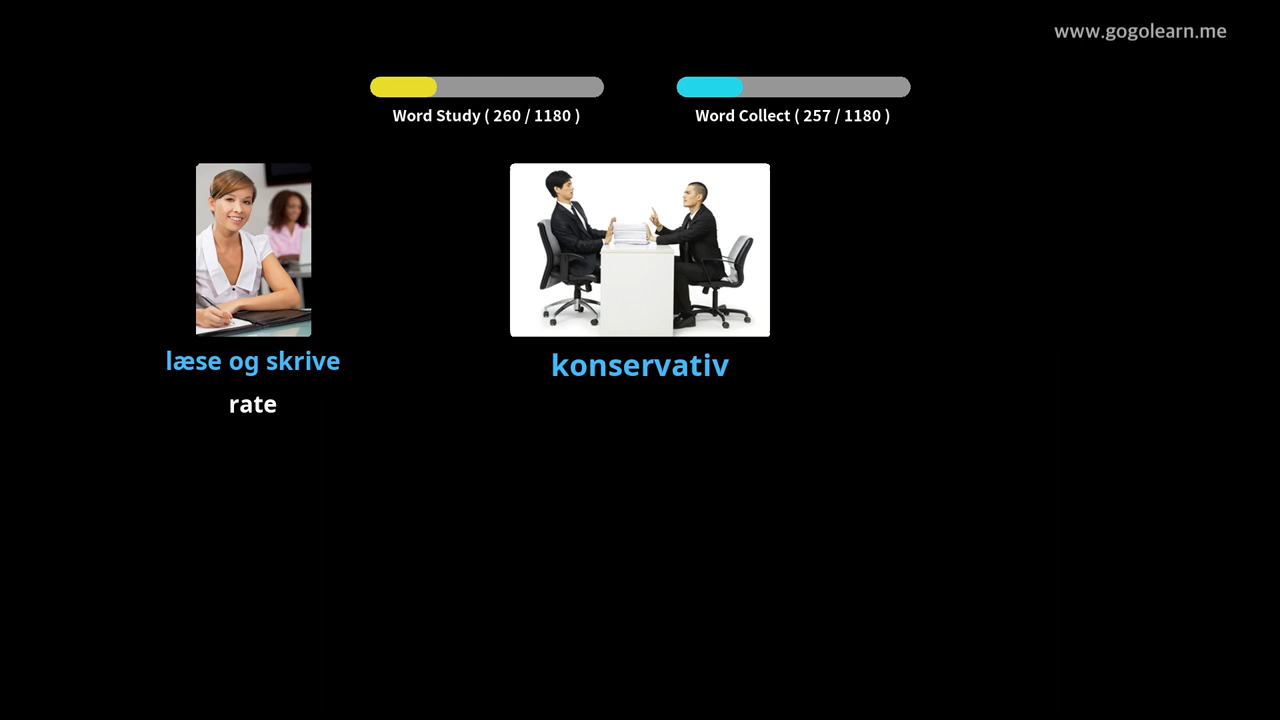 www.gogolearn.me
Word Study ( 260 / 1180 )
Word Collect ( 257 / 1180 )
læse og skrive
rate
konservativ